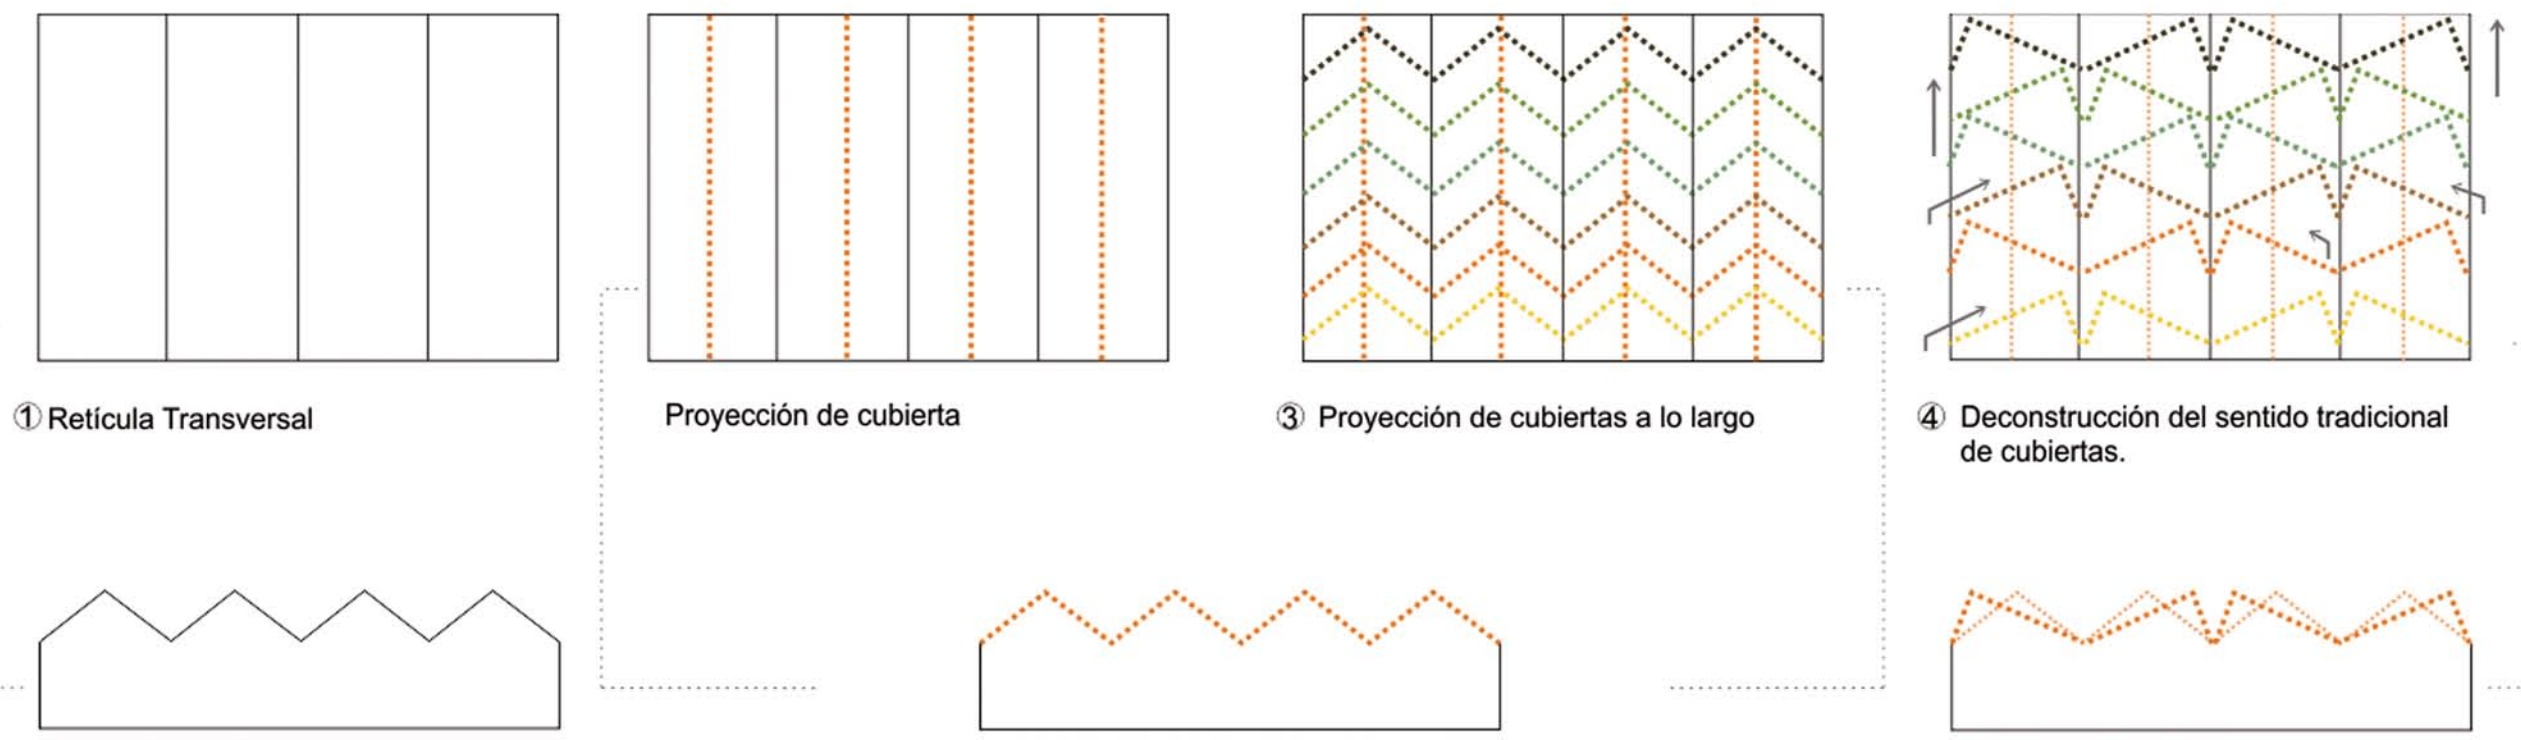 ① Retícula Transversal
Proyección de cubierta
③ Proyección de cubiertas a lo largo
④ Deconstrucción del sentido tradicional
de cubiertas.